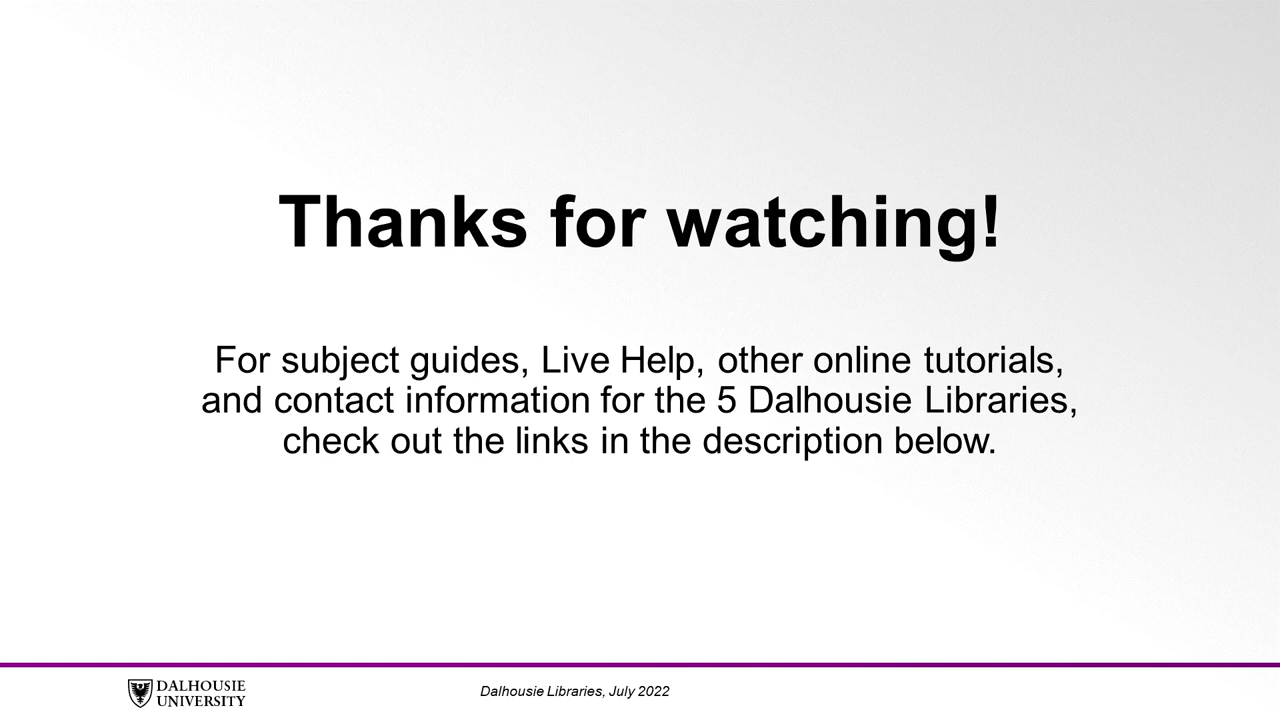 Thanks for watching!
For subject guides, Live Help, other online tutorials,
and contact information for the 5 Dalhousie Libraries,
check out the links in the description below.
DALHOUSIE
UNIVERSITY
Dalhousie Libraries, July 2022